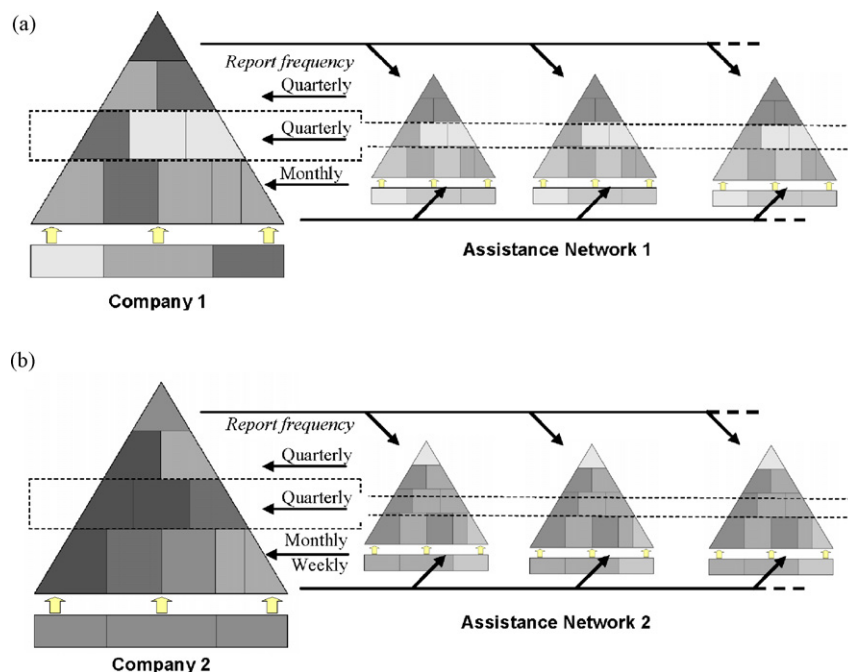 (a)
Report frequency
Quarterly
Quarterly
Monthly
Assistance Network 1
Company 1
(b)
Report frequency
Quarterly
Quarterly
Monthly
Weekly
Assistance Network 2
Company 2